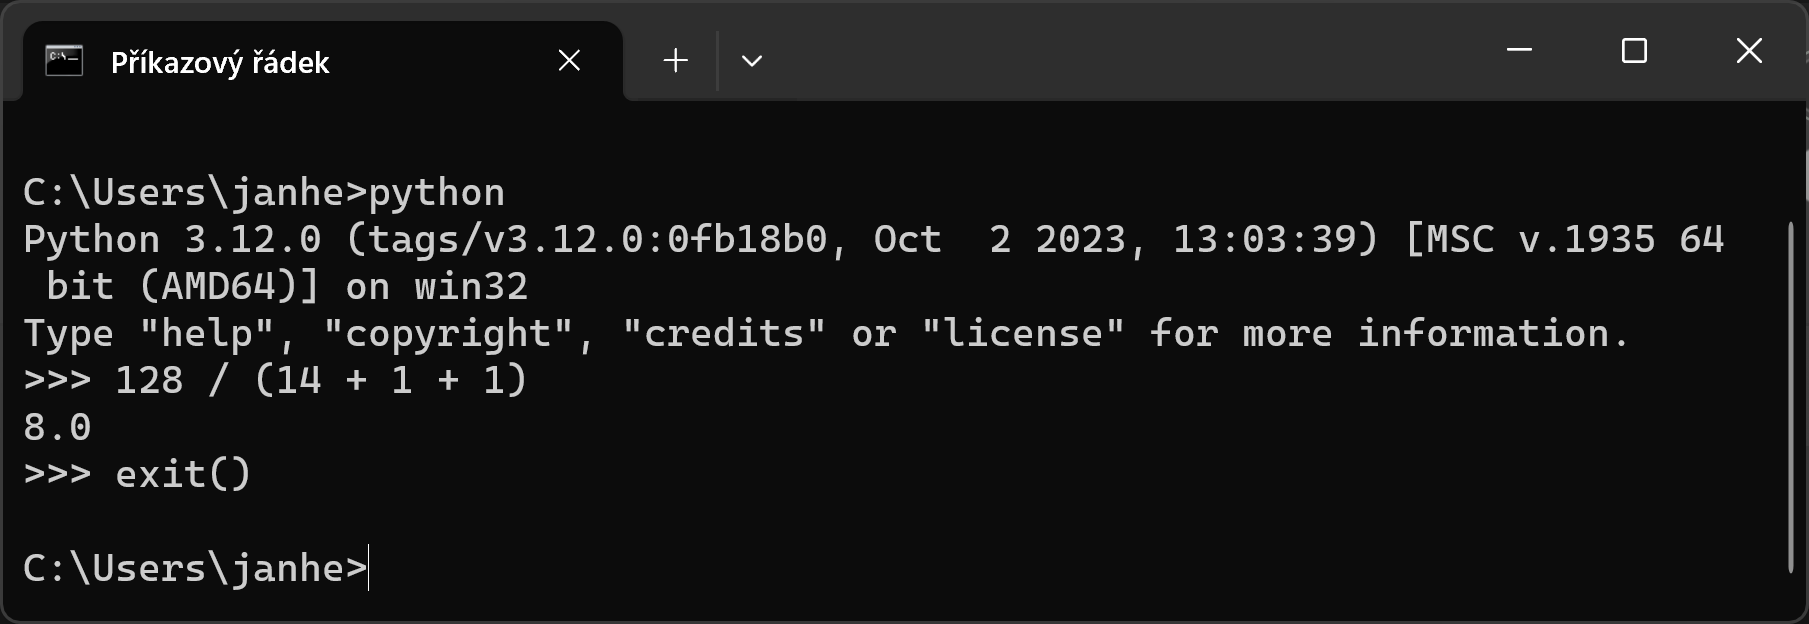 Příkazový řádek
C:\Users\janhe>python
Python 3.12.0 (tags/v3.12.0:0fb18b0, Oct  2 2023, 13:03:39) [MSC v.1935 64
 bit (AMD64)] on win32
Type "help", "copyright", "credits" or "license" for more information.
>>> 128 / (14 + 1 + 1)
8.0
>>> exit()
C:\Users\janhe>